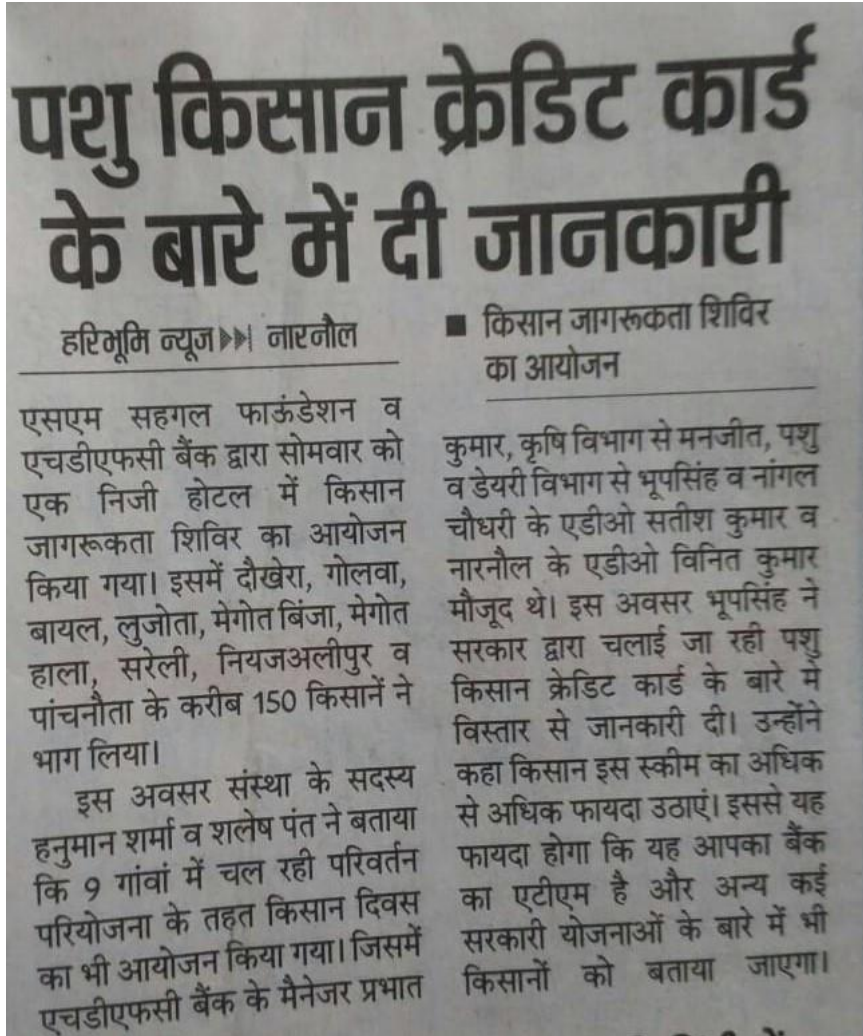 पशु किसान क्रेडिट कार्ड
के बारे में दी जानकारी
हरिभूमि न्यूज ▶▶| नारनौल
एसएम सहगल फाऊंडेशन व
एचडीएफसी बैंक द्वारा सोमवार को
एक निजी होटल में किसान
जागरूकता शिविर का आयोजन
किया गया। इसमें दौखेरा, गोलवा,
बायल, लुजोता, मेगोत बिंजा, मेगोत
हाला, सरेली, नियजअलीपुर व
पांचनौता के करीब 150 किसानें ने
भाग लिया।
इस अवसर संस्था के सदस्य
हनुमान शर्मा व शलेष पंत ने बताया
कि 9 गांवां में चल रही परिवर्तन
परियोजना के तहत किसान दिवस
का भी आयोजन किया गया। जिसमें
एचडीएफसी बैंक के मैनेजर प्रभात
■ किसान जागरूकता शिविर
का आयोजन
कुमार, कृषि विभाग से मनजीत, पशु
व डेयरी विभाग से भूपसिंह व नांगल
चौधरी के एडीओ सतीश कुमार व
नारनौल के एडीओ विनित कुमार
मौजूद थे। इस अवसर भूपसिंह ने
सरकार द्वारा चलाई जा रही पशु
किसान क्रेडिट कार्ड के बारे में
विस्तार से जानकारी दी। उन्होंने
कहा किसान इस स्कीम का अधिक
से अधिक फायदा उठाएं। इससे यह
फायदा होगा कि यह आपका बैंक
का एटीएम है और अन्य कई
सरकारी योजनाओं के बारे में भी
किसानों को बताया जाएगा।